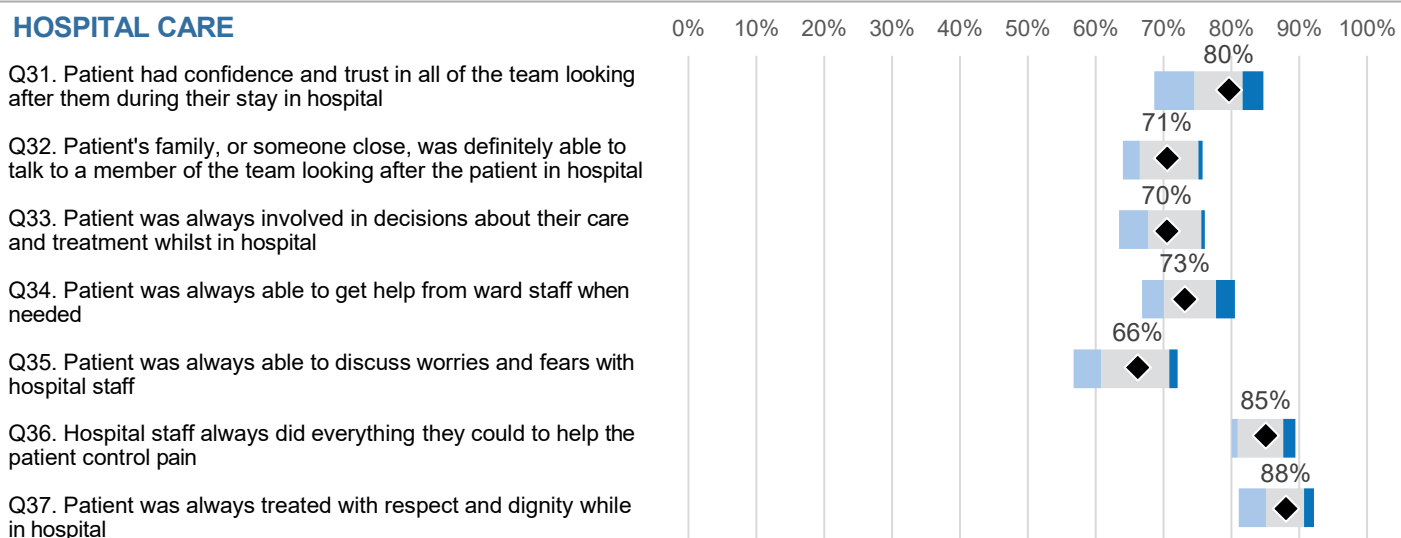 HOSPITAL CARE
0% 10% 20% 30% 40% 50% 60% 70% 80% 90% 100%
80%
Q31. Patient had confidence and trust in all of the team looking
after them during their stay in hospital
71%
Q32. Patient's family, or someone close, was definitely able to
talk to a member of the team looking after the patient in hospital
70%
Q33. Patient was always involved in decisions about their care
and treatment whilst in hospital
73%
Q34. Patient was always able to get help from ward staff when
needed
66%
Q35. Patient was always able to discuss worries and fears with
hospital staff
85%
Q36. Hospital staff always did everything they could to help the
patient control pain
88%
Q37. Patient was always treated with respect and dignity while
in hospital